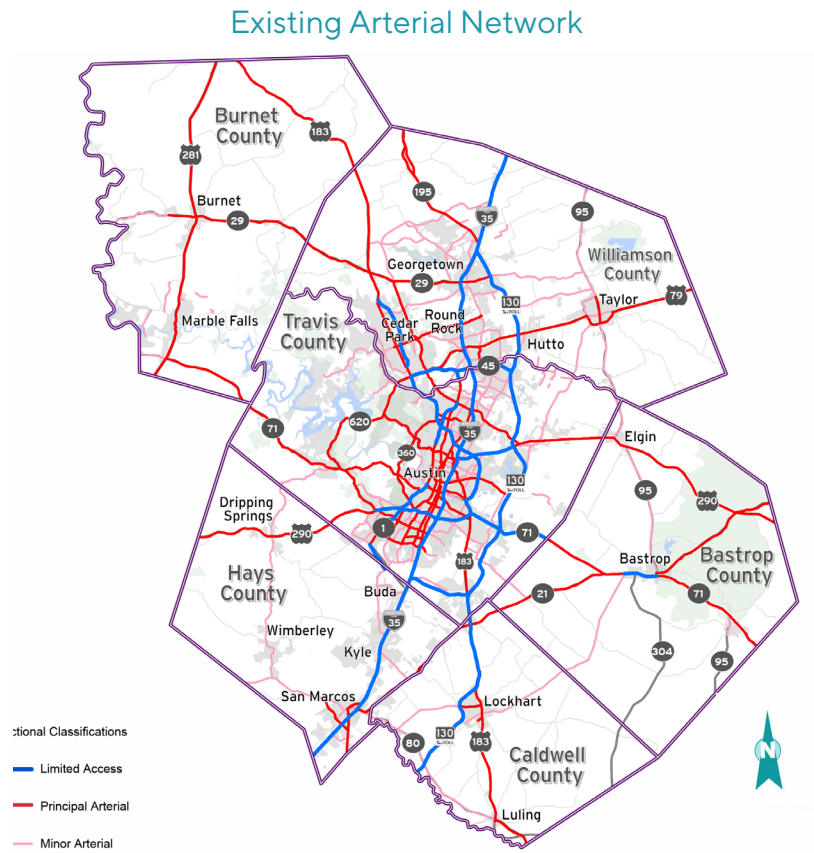 Existing Arterial Network
Burnet
County
183
281
195
Burnet
29
35
95
Williamson
County
Georgetown
29
130
TOLL
Taylor
79
Marble Falls
Travis
County
Cedar
Park
Round
Rock
Hutto
45
71
620
35
360
Elgin
Austin
130
TOLL
95
290
Dripping
Springs
290
1
71
183
Bastrop
Bastrop
County
Hays
County
Buda
21
71
35
Wimberley
Kyle
304
95
San Marcos
Lockhart
ctional Classifications
130
TOLL
80
183
Caldwell
County
N
Limited Access
Principal Arterial
Luling
Minor Arterial